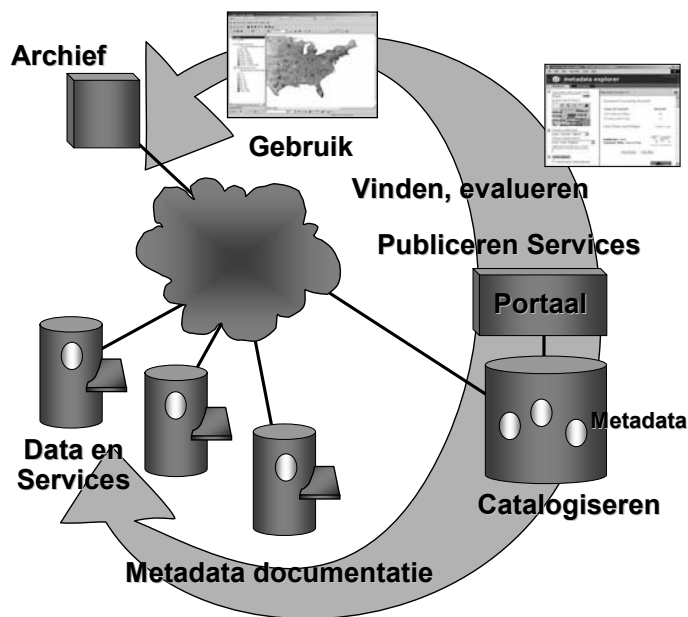 Archief
metadata explorer
Gebruik
Vinden, evalueren
Publiceren Services
Portaal
Metadata
Data en
Services
Catalogiseren
Metadata documentatie